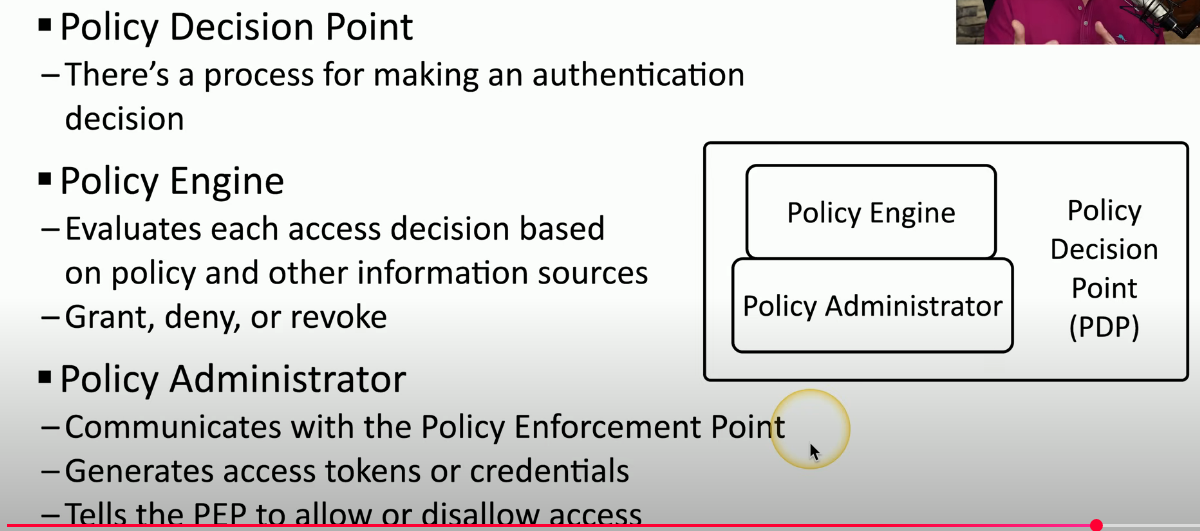 ▪ Policy Decision Point
– There's a process for making an authentication
decision
▪ Policy Engine
– Evaluates each access decision based
on policy and other information sources
– Grant, deny, or revoke
▪ Policy Administrator
– Communicates with the Policy Enforcement Point
– Generates access tokens or credentials
– Tells the PEP to allow or disallow access
Policy Engine
Policy Administrator
Policy
Decision
Point
(PDP)